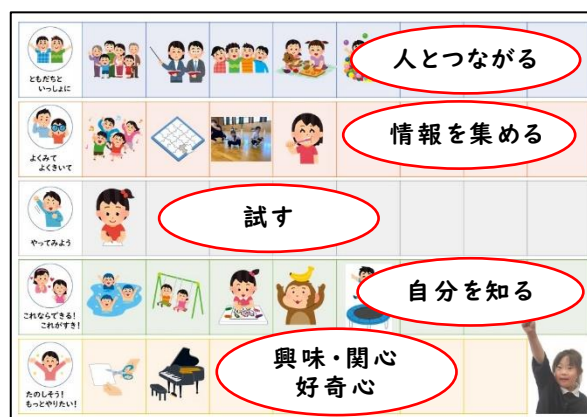 ともだちと
いっしょに
人とつながる
よくみて
よくきいて
情報を集める
やってみよう
試す
これならできる!
これがすき!
自分を知る
たのしそう!
もっとやりたい!
興味・関心
好奇心